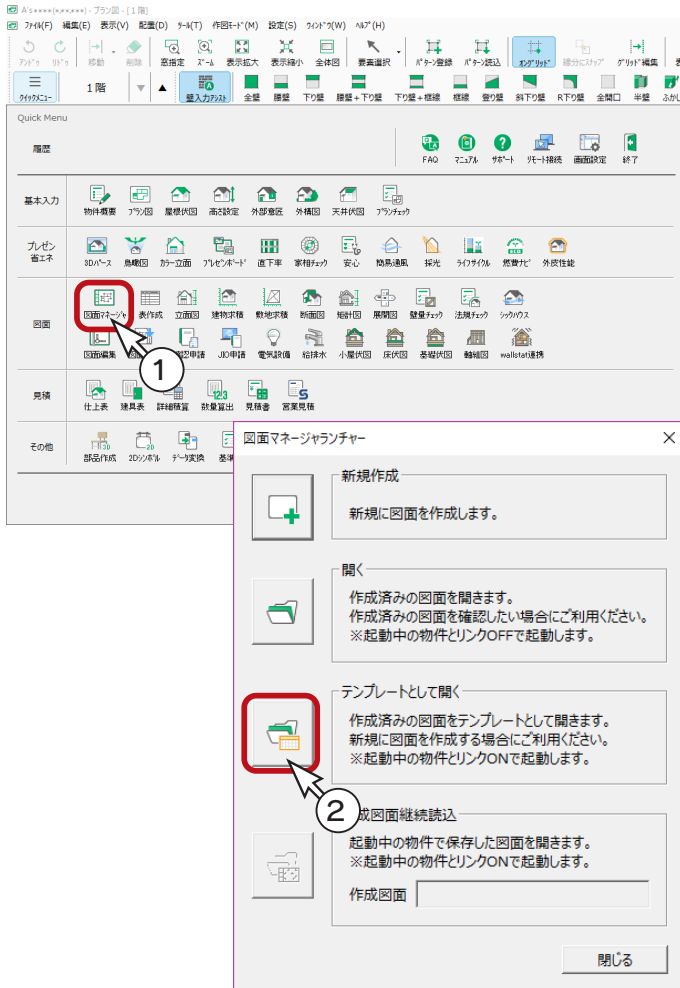 A's****(*,**,***) - プラン図 - [1 階]
ファイル(F) 編集(E) 表示(V) 配置(D) ツール(T) 作図モード(M) 設定(S) ウィンドウ(W) ヘルプ(H)
アンドゥ リドゥ 移動 削除 窓指定 ズーム 表示拡大 表示縮小 全体図 要素選択 パターン登録 パターン読込 オングリッド 線分にスナップ グリッド編集 表
クイックメニュー 1 階 ▼ ▲ 壁入力アシスト 全壁 腰壁 下り壁 腰壁+下り壁 下り壁+框線 框線 登り壁 斜下り壁 R下り壁 全開口 半壁 ふかし
Quick Menu
履歴 FAQ マニュアル サポート リモート接続 画面設定 終了
基本入力 物件概要 プラン図 屋根伏図 高さ設定 外部意匠 外構図 天井伏図 プランチェック
プレゼン
省エネ
3Dパース 鳥瞰図 カラー立面 プレゼンボード 直下率 家相チェック 安心 簡易通風 採光 ライフサイクル 燃費ナビ 外皮性能
図面
図面マネージャ 表作成 立面図 建物求積 敷地求積 断面図 矩計図 展開図 壁量チェック 法規チェック シックハウス
図面編集 確認申請 JIO申請 電気設備 給排水 小屋伏図 床伏図 基礎伏図 軸組図 wallstat連携
①
見積 仕上表 建具表 詳細積算 数量算出 見積書 営業見積
その他 部品作成 2Dシンボル データ変換 基準
図面マネージャランチャー
新規作成
新規に図面を作成します。
開く
作成済みの図面を開きます。
作成済みの図面を確認したい場合にご利用ください。
※起動中の物件とリンクOFFで起動します。
テンプレートとして開く
作成済みの図面をテンプレートとして開きます。
新規に図面を作成する場合にご利用ください。
※起動中の物件とリンクONで起動します。
②
成図面継続読込
起動中の物件で保存した図面を開きます。
※起動中の物件とリンクONで起動します。
作成図面
閉じる